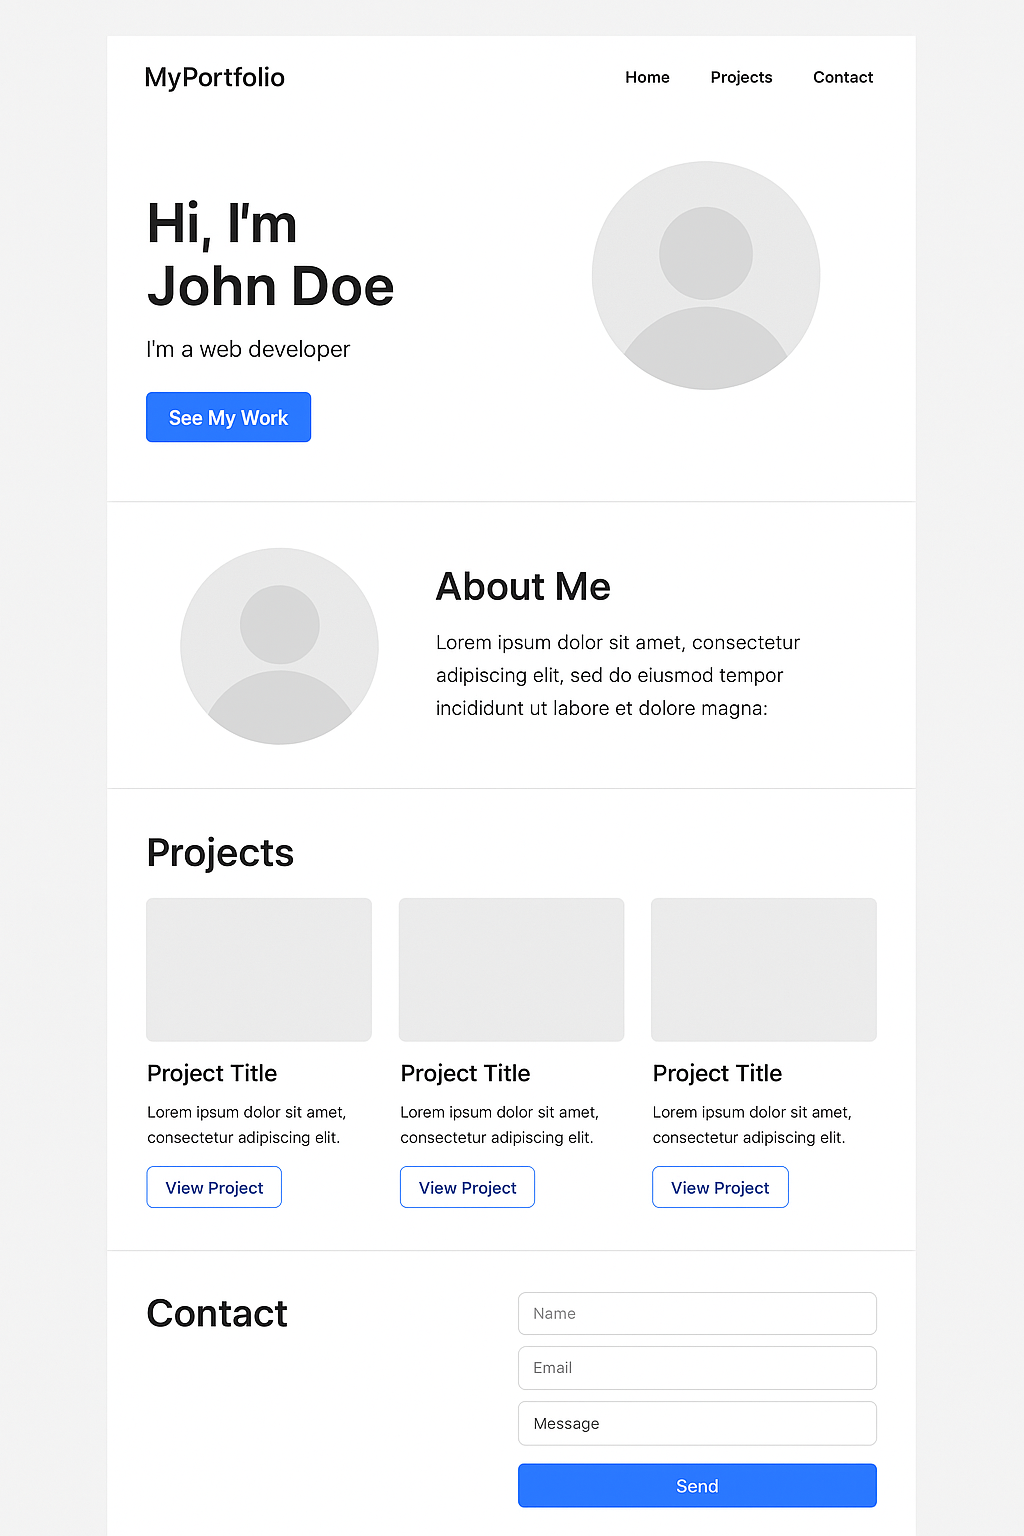 MyPortfolio
Home Projects Contact
Hi, I'm
John Doe
I'm a web developer
See My Work
About Me
Lorem ipsum dolor sit amet, consectetur
adipiscing elit, sed do eiusmod tempor
incididunt ut labore et dolore magna:
Projects
Project Title
Lorem ipsum dolor sit amet,
consectetur adipiscing elit.
View Project
Project Title
Lorem ipsum dolor sit amet,
consectetur adipiscing elit.
View Project
Project Title
Lorem ipsum dolor sit amet,
consectetur adipiscing elit.
View Project
Contact
Name
Email
Message
Send